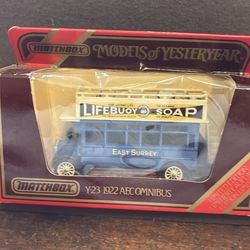 MATCHBOX
MODELS OF YESTERYEAR
LIFEBUOY SOAP
EAST SURREY
MATCHBOX
Y-23 1922 AEC OMNIBUS